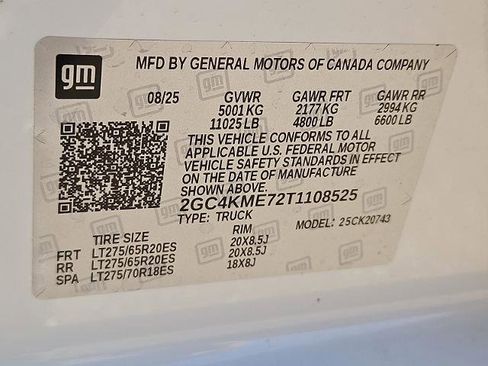 gm
MFD BY GENERAL MOTORS OF CANADA COMPANY
08/25 GVWR GAWR FRT GAWR RR
5001 KG 2177 KG 2994 KG
11025 LB 4800 LB 6600 LB
THIS VEHICLE CONFORMS TO ALL
APPLICABLE U.S. FEDERAL MOTOR
VEHICLE SAFETY STANDARDS IN EFFECT
ON THE DATE OF MANUFACTURE
SHOWN ABOVE.
2GC4KME72T1108525
TYPE: TRUCK MODEL: 25CK20743
TIRE SIZE RIM
FRT LT275/65R20ES 20X8.5J
RR LT275/65R20ES 20X8.5J
SPA LT275/70R18ES 18X8J